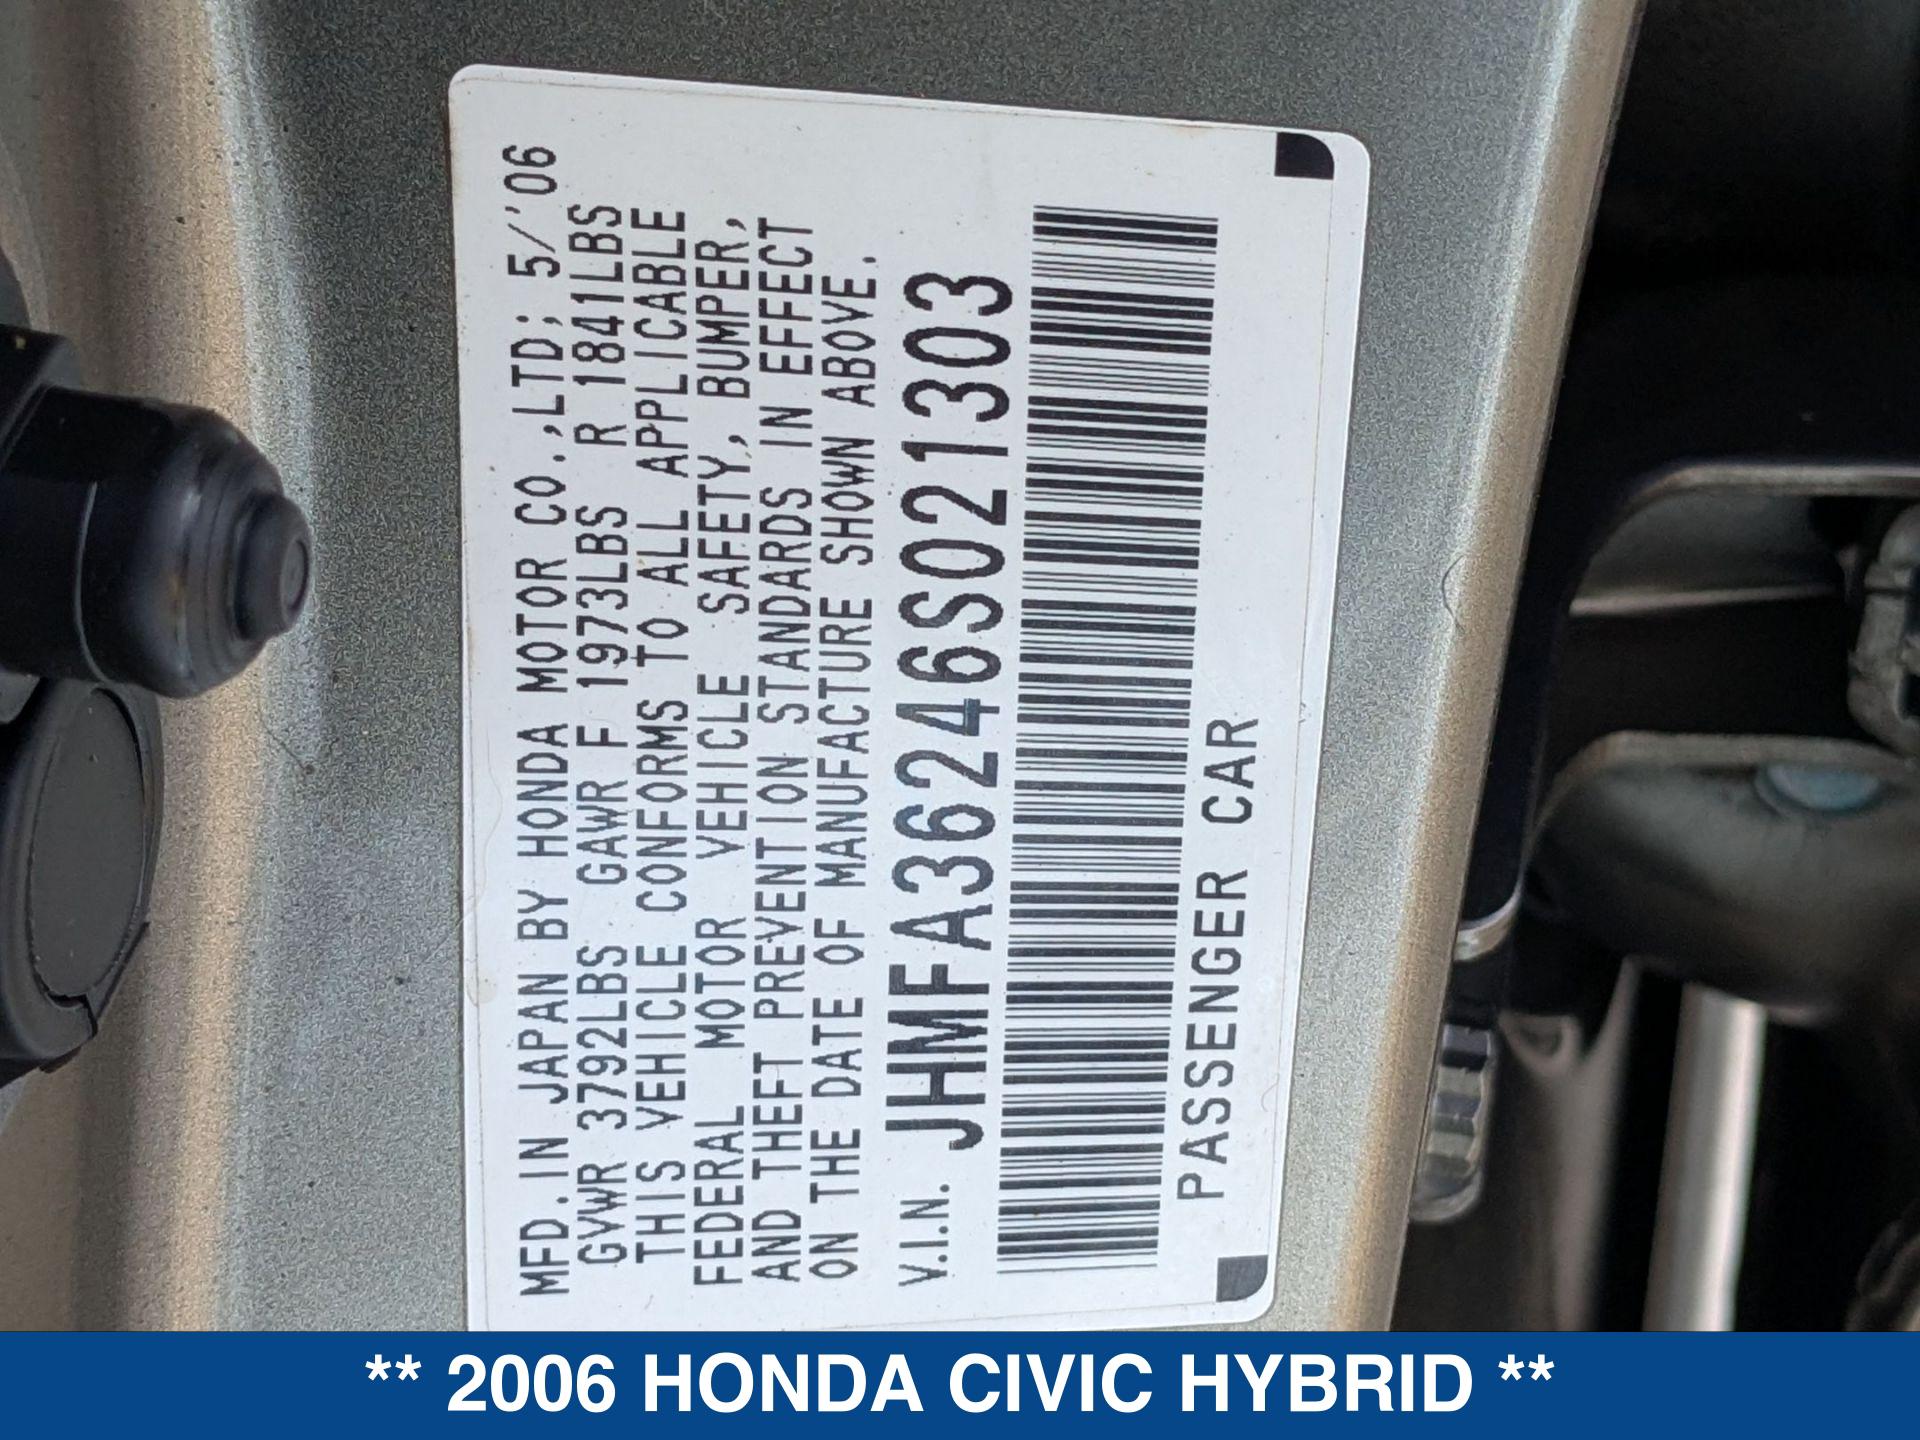 MFD. IN JAPAN BY HONDA MOTOR CO.,LTD; 5/'06
GVWR 3792LBS GAWR F 1973LBS R 1841LBS
THIS VEHICLE CONFORMS TO ALL APPLICABLE
FEDERAL MOTOR VEHICLE SAFETY, BUMPER,
AND THEFT PREVENTION STANDARDS IN EFFECT
ON THE DATE OF MANUFACTURE SHOWN ABOVE.
V.I.N. JHMFA36246S021303
PASSENGER CAR
** 2006 HONDA CIVIC HYBRID **